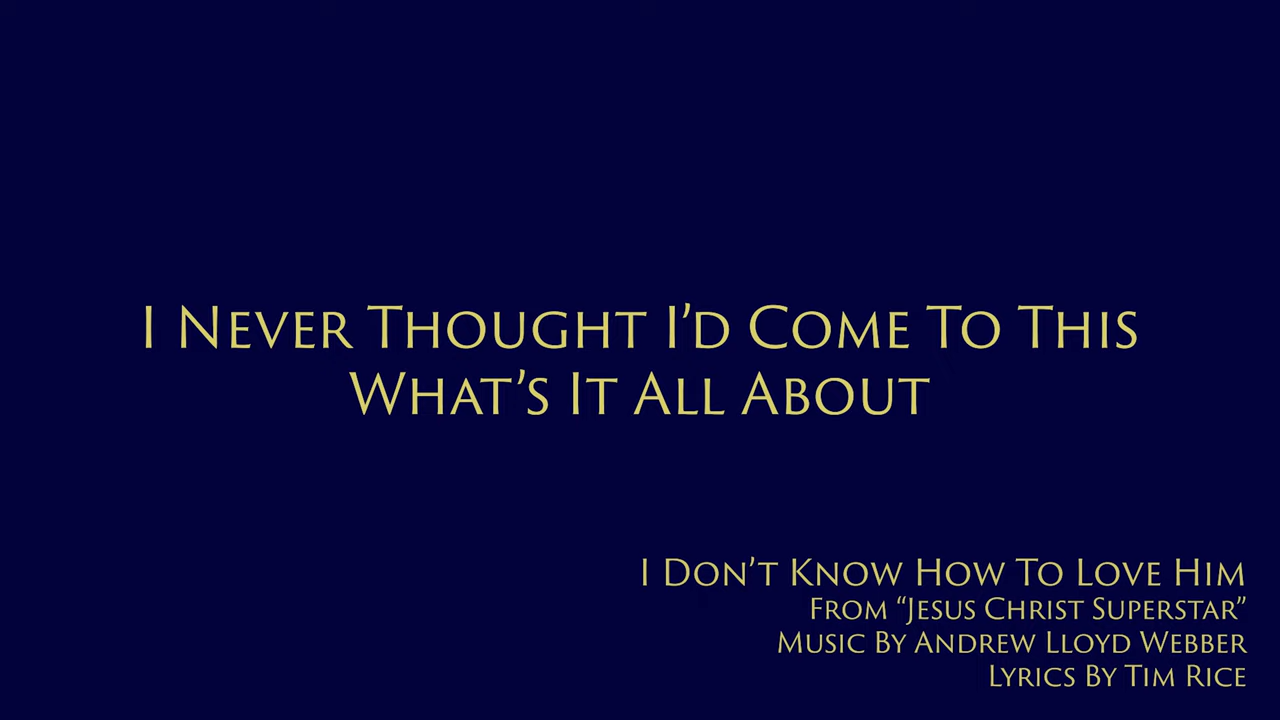 I Never Thought I’d Come To This
What’s It All About
I Don’t Know How To Love Him
From “Jesus Christ Superstar”
Music By Andrew Lloyd Webber
Lyrics By Tim Rice